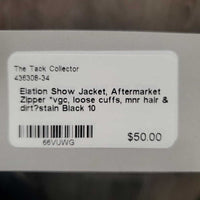 The Tack Collector
436308-34
Elation Show Jacket, Aftermarket
Zipper *vgc, loose cuffs, mnr hair &
dirt?stain Black 10
66VUWG
$50.00